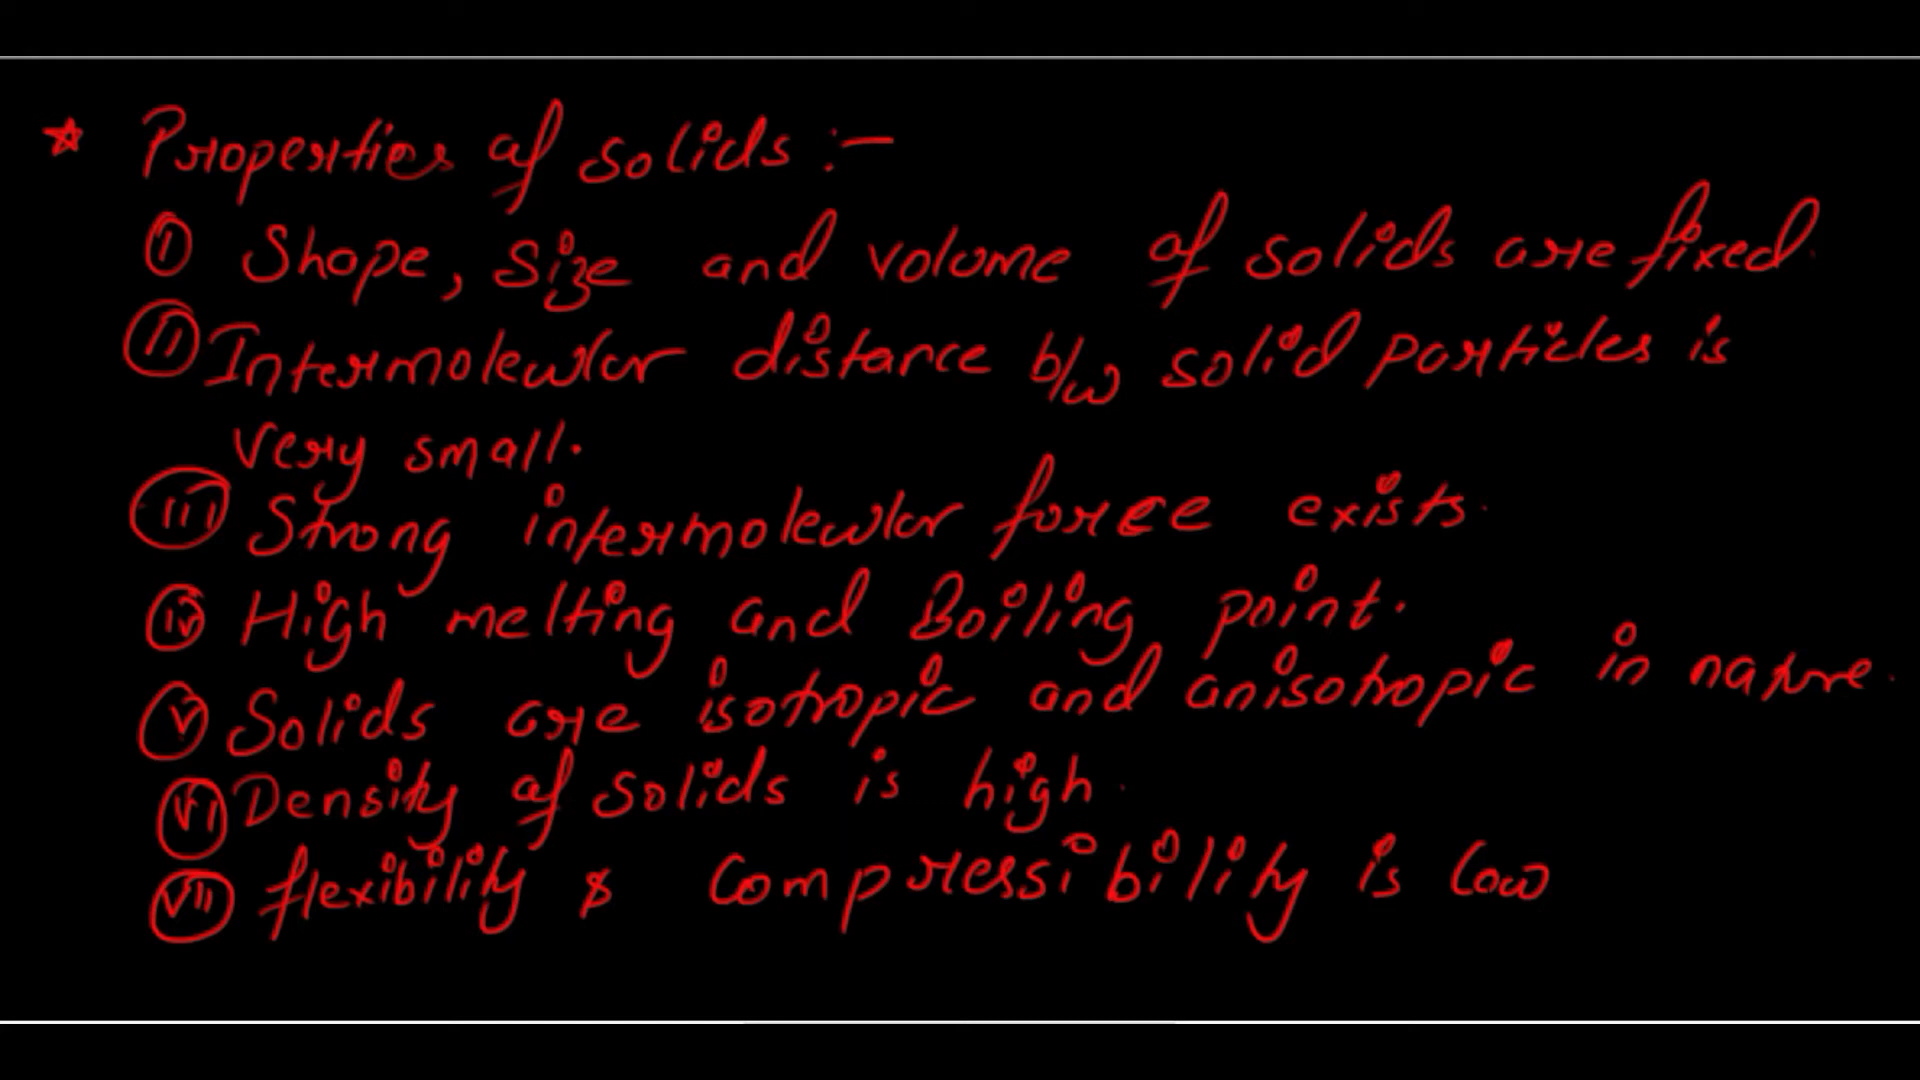 ☆ Properties of solids :-
(i) Shape, size and volume of solids are fixed.
(ii) Intermolecular distance b/w solid particles is
very small.
(iii) Strong intermolecular force exists.
(iv) High melting and Boiling point.
(v) Solids are isotropic and anisotropic in nature.
(vi) Density of solids is high.
(vii) flexibility & compressibility is low